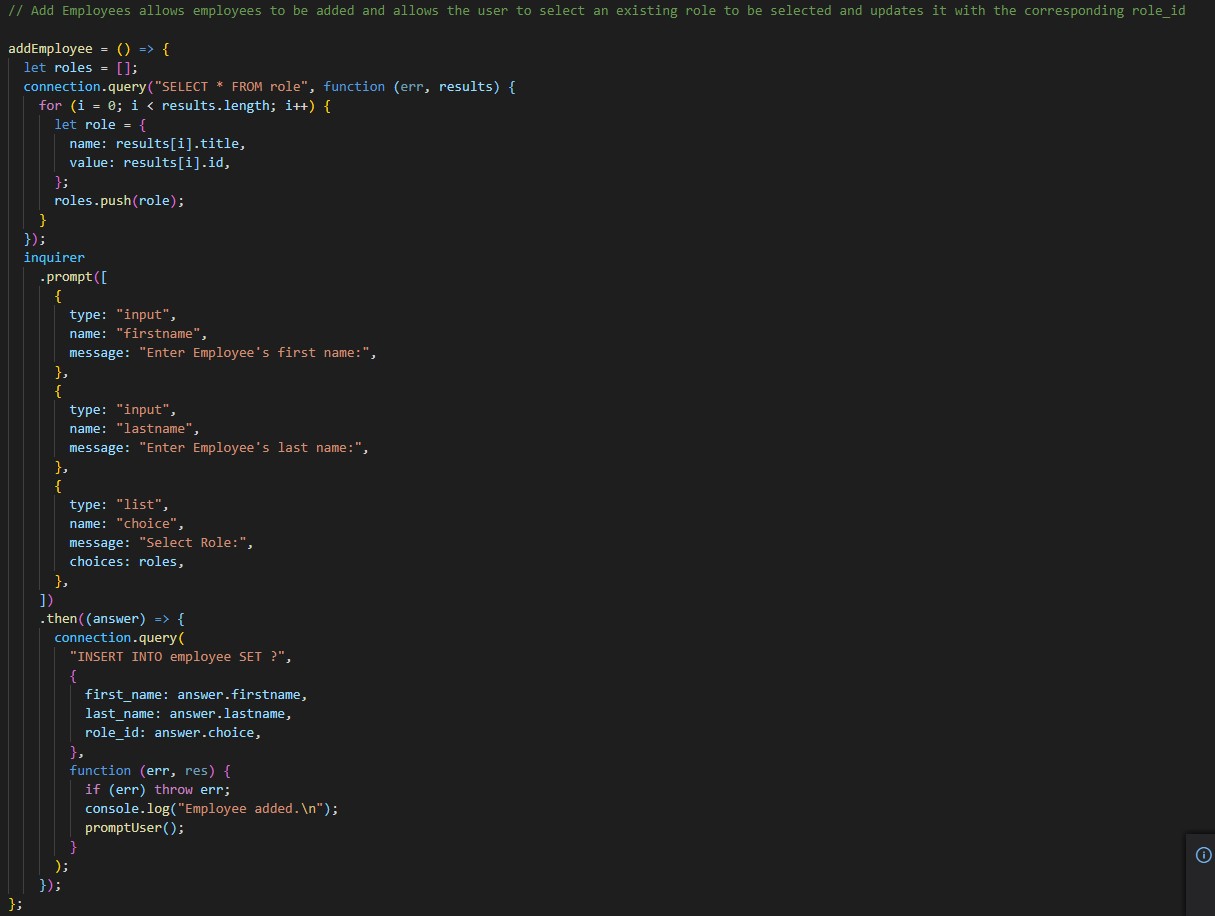 // Add Employees allows employees to be added and allows the user to select an existing role to be selected and updates it with the corresponding role_id
addEmployee = () => {
let roles = [];
connection.query("SELECT * FROM role", function (err, results) {
for (i = 0; i < results.length; i++) {
let role = {
name: results[i].title,
value: results[i].id,
};
roles.push(role);
}
});
inquirer
.prompt([
{
type: "input",
name: "firstname",
message: "Enter Employee's first name:",
},
{
type: "input",
name: "lastname",
message: "Enter Employee's last name:",
},
{
type: "list",
name: "choice",
message: "Select Role:",
choices: roles,
},
])
.then((answer) => {
connection.query(
"INSERT INTO employee SET ?",
{
first_name: answer.firstname,
last_name: answer.lastname,
role_id: answer.choice,
},
function (err, res) {
if (err) throw err;
console.log("Employee added.\n");
promptUser();
}
);
});
};